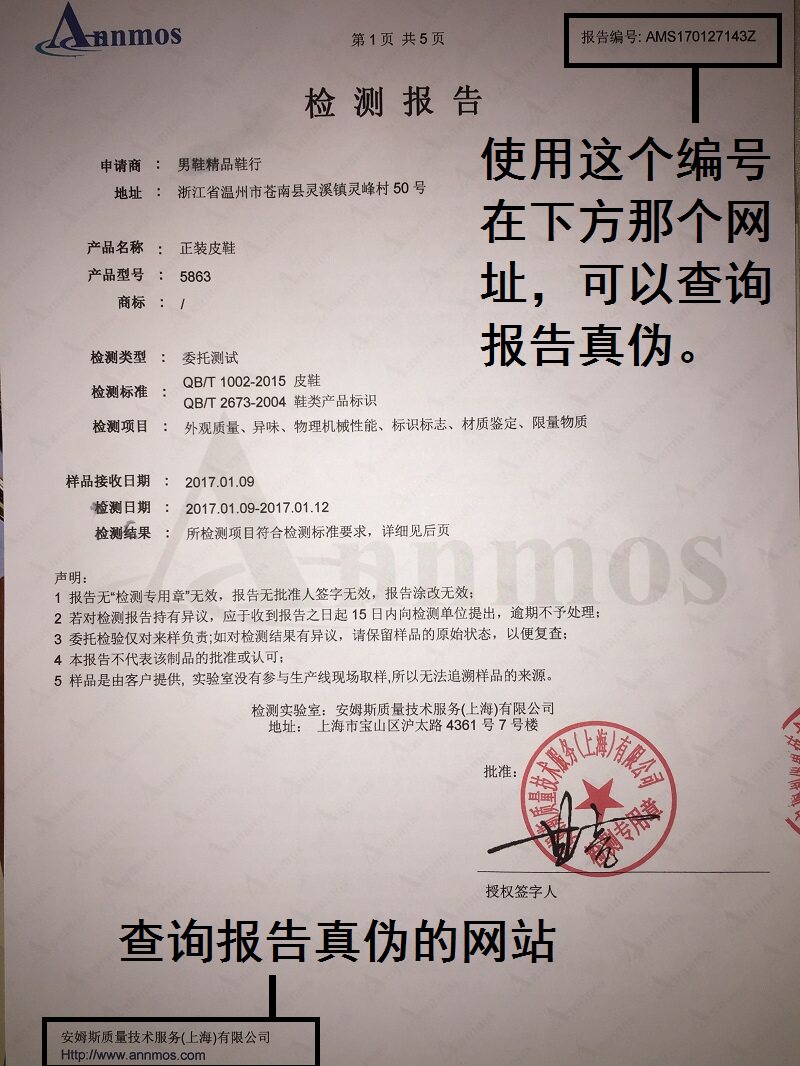 Annmos
第 1 页 共 5 页
报告编号: AMS170127143Z
检测报告
使用这个编号
在下方那个网
址，可以查询
报告真伪。
申请商 ： 男鞋精品鞋行
地址 ： 浙江省温州市苍南县灵溪镇灵峰村 50 号
产品名称 ： 正装皮鞋
产品型号 ： 5863
商标 ： /
检测类型 ： 委托测试
检测标准 ： QB/T 1002-2015 皮鞋
QB/T 2673-2004 鞋类产品标识
检测项目 ： 外观质量、异味、物理机械性能、标识标志、材质鉴定、限量物质
样品接收日期 ： 2017.01.09
检测日期 ： 2017.01.09-2017.01.12
检测结果 ： 所检测项目符合检测标准要求，详细见后页
Annmos
声明：
1 报告无“检测专用章”无效，报告无批准人签字无效，报告涂改无效；
2 若对检测报告持有异议，应于收到报告之日起 15 日内向检测单位提出，逾期不予处理；
3 委托检验仅对来样负责;如对检测结果有异议，请保留样品的原始状态，以便复查；
4 本报告不代表该制品的批准或认可；
5 样品是由客户提供, 实验室没有参与生产线现场取样,所以无法追溯样品的来源。
检测实验室：安姆斯质量技术服务(上海)有限公司
地址： 上海市宝山区沪太路 4361 号 7 号楼
批准：
质量技术服务(上海)有限公司
检测专用章
授权签字人
查询报告真伪的网站
安姆斯质量技术服务(上海)有限公司
Http://www.annmos.com